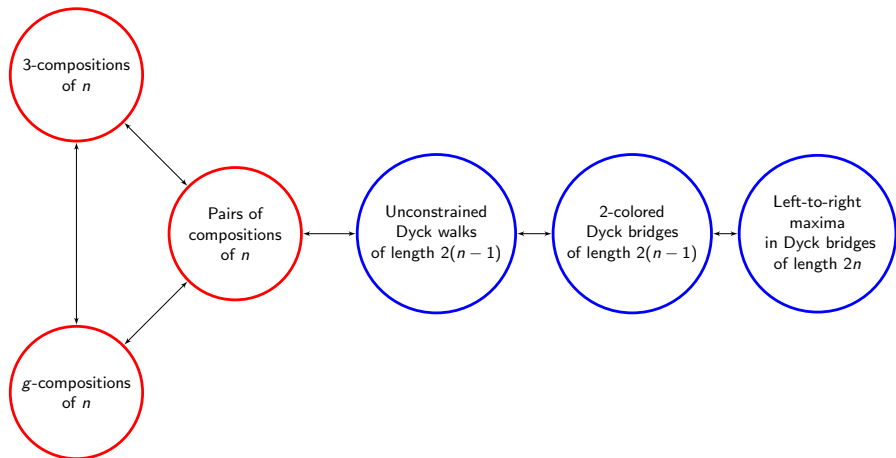 3-compositions
of n
Pairs of
compositions
of n
g-compositions
of n
Unconstrained
Dyck walks
of length 2(n − 1)
2-colored
Dyck bridges
of length 2(n − 1)
Left-to-right
maxima
in Dyck bridges
of length 2n